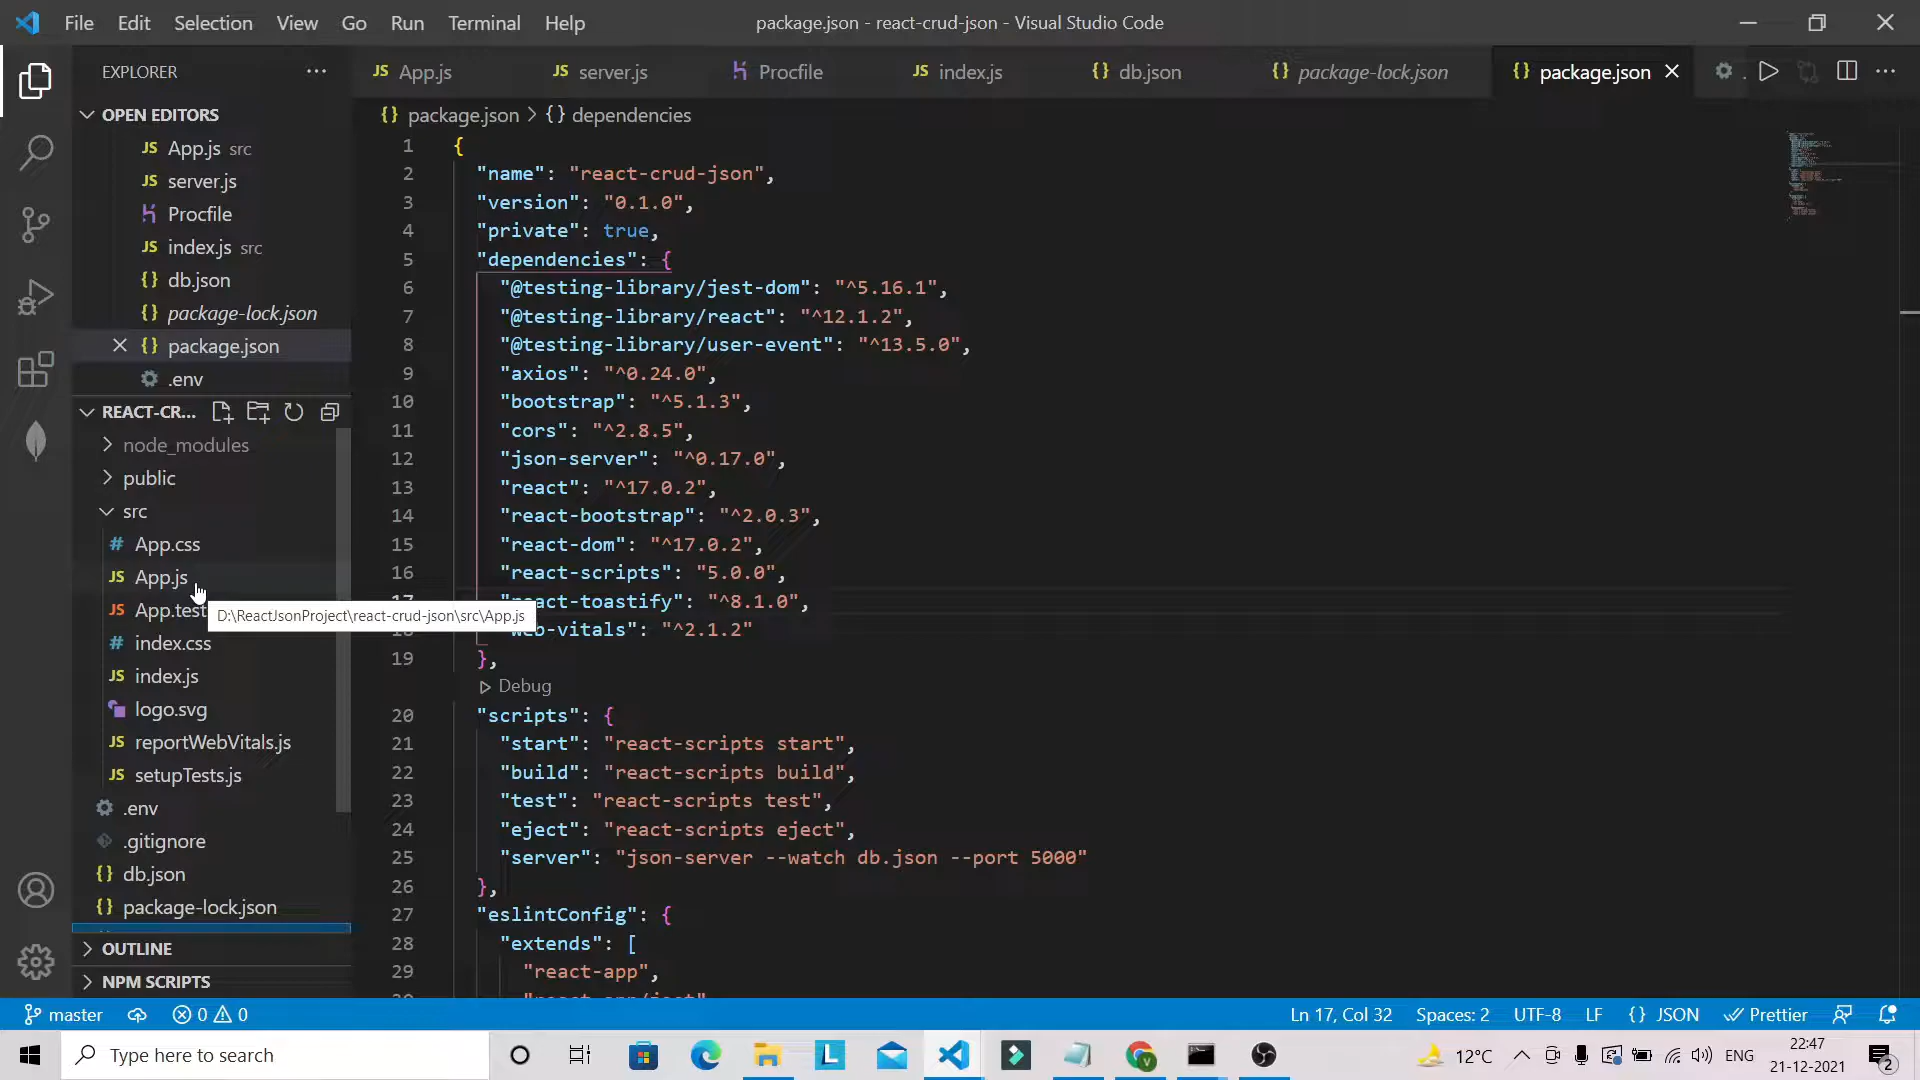 File Edit Selection View Go Run Terminal Help
package.json - react-crud-json - Visual Studio Code
EXPLORER
App.js
server.js
Procfile
index.js
db.json
package-lock.json
package.json
OPEN EDITORS
App.js src
server.js
Procfile
index.js src
db.json
package-lock.json
package.json
.env
REACT-CR...
node_modules
public
src
App.css
App.js
App.test
index.css
index.js
logo.svg
reportWebVitals.js
setupTests.js
.env
.gitignore
db.json
package-lock.json
OUTLINE
NPM SCRIPTS
D:\ReactJsonProject\react-crud-json\src\App.js
package.json > {} dependencies
1 {
2 "name": "react-crud-json",
3 "version": "0.1.0",
4 "private": true,
5 "dependencies": {
6 "@testing-library/jest-dom": "^5.16.1",
7 "@testing-library/react": "^12.1.2",
8 "@testing-library/user-event": "^13.5.0",
9 "axios": "^0.24.0",
10 "bootstrap": "^5.1.3",
11 "cors": "^2.8.5",
12 "json-server": "^0.17.0",
13 "react": "^17.0.2",
14 "react-bootstrap": "^2.0.3",
15 "react-dom": "^17.0.2",
16 "react-scripts": "5.0.0",
17 "react-toastify": "^8.1.0",
18 "web-vitals": "^2.1.2"
19 },
Debug
20 "scripts": {
21 "start": "react-scripts start",
22 "build": "react-scripts build",
23 "test": "react-scripts test",
24 "eject": "react-scripts eject",
25 "server": "json-server --watch db.json --port 5000"
26 },
27 "eslintConfig": {
28 "extends": [
29 "react-app",
master
0 0
Ln 17, Col 32 Spaces: 2 UTF-8 LF {} JSON Prettier
Type here to search
12°C
ENG
22:47
21-12-2021
2